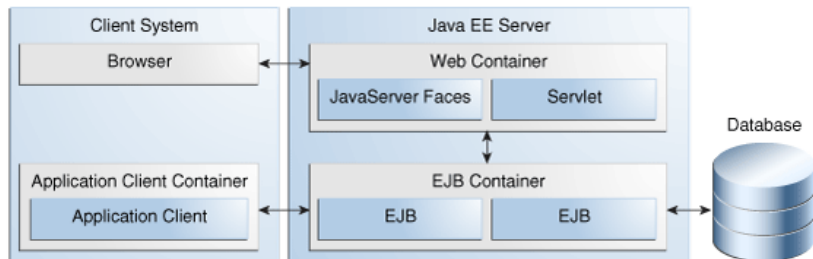 Client System
Java EE Server
Browser
Web Container
JavaServer Faces
Servlet
Database
Application Client Container
EJB Container
Application Client
EJB
EJB